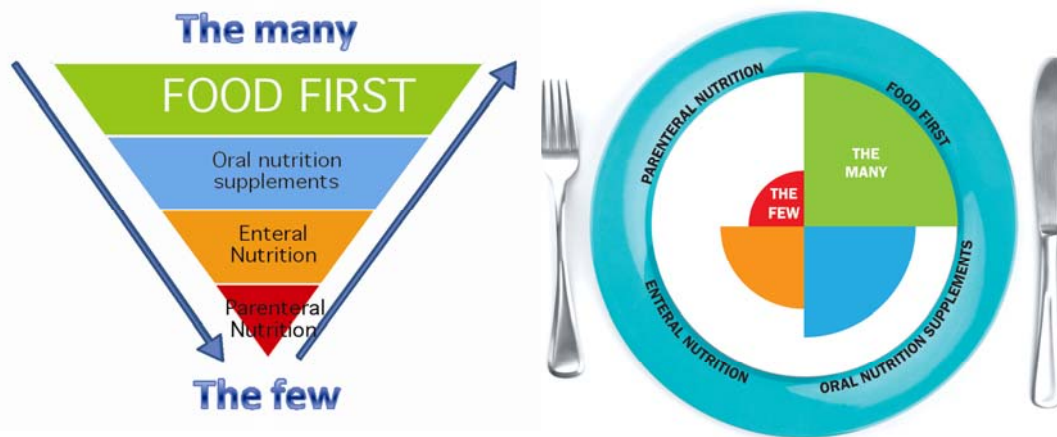 The many
FOOD FIRST
Oral nutrition
supplements
Enteral
Nutrition
Parenteral
Nutrition
The few
PARENTERAL NUTRITION
FOOD FIRST
THE
MANY
THE
FEW
ENTERAL NUTRITION
ORAL NUTRITION SUPPLEMENTS